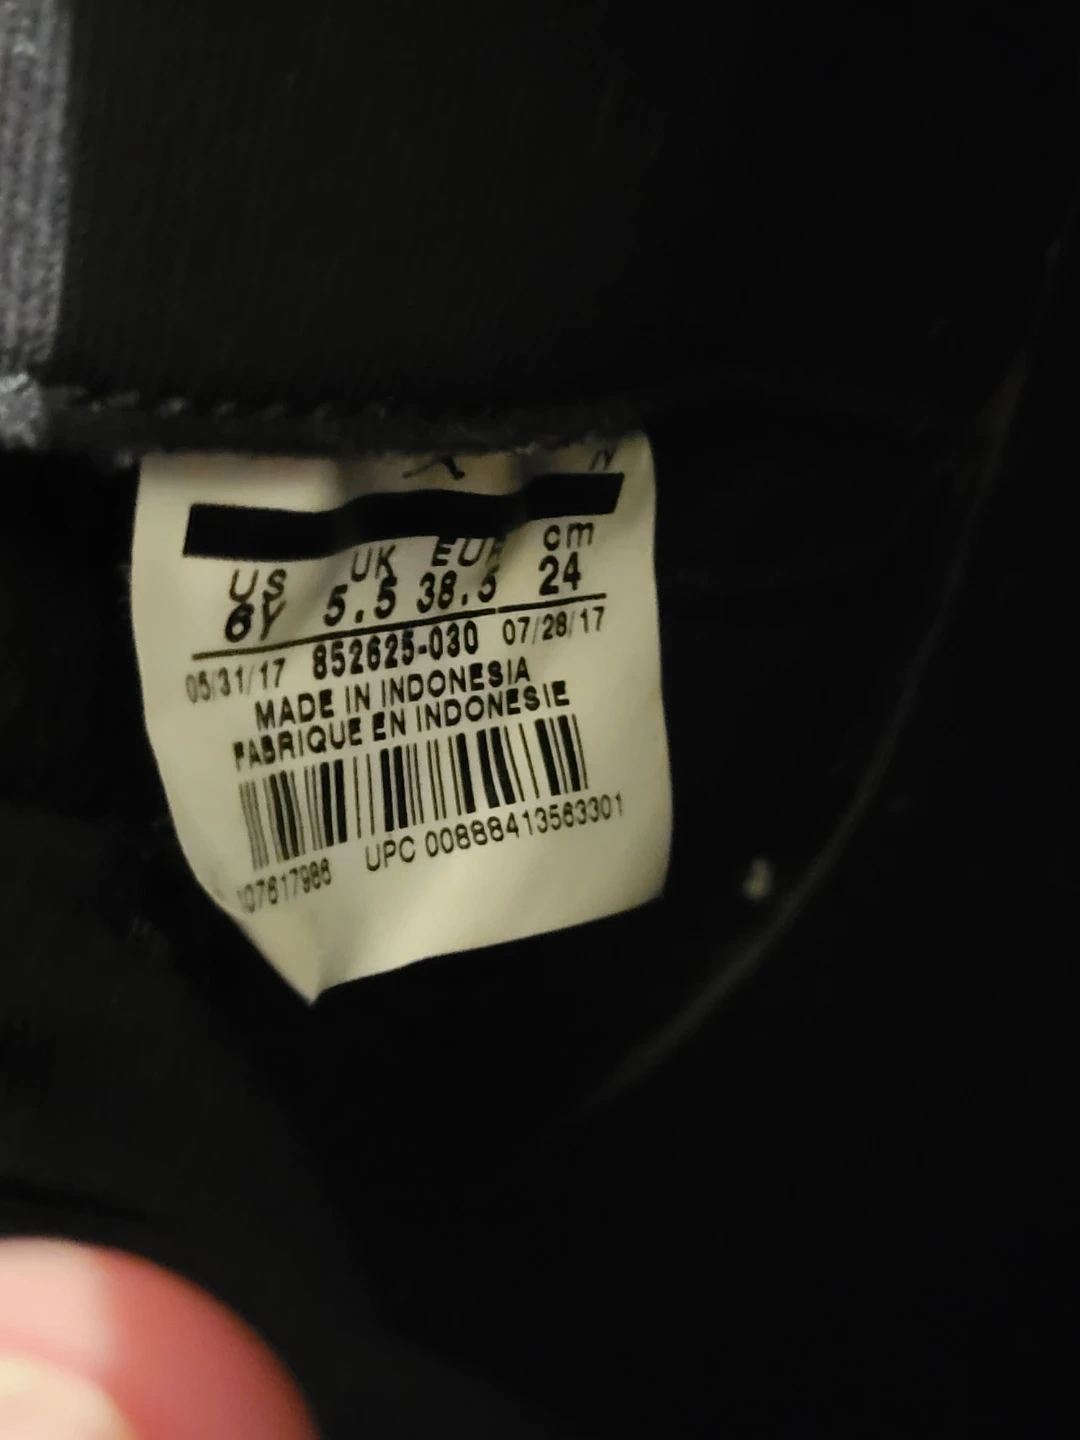 N
US UK EUR cm
6Y 5.5 38.5 24
05/31/17 852625-030 07/28/17
MADE IN INDONESIA
FABRIQUE EN INDONESIE
UPC 00888413563301